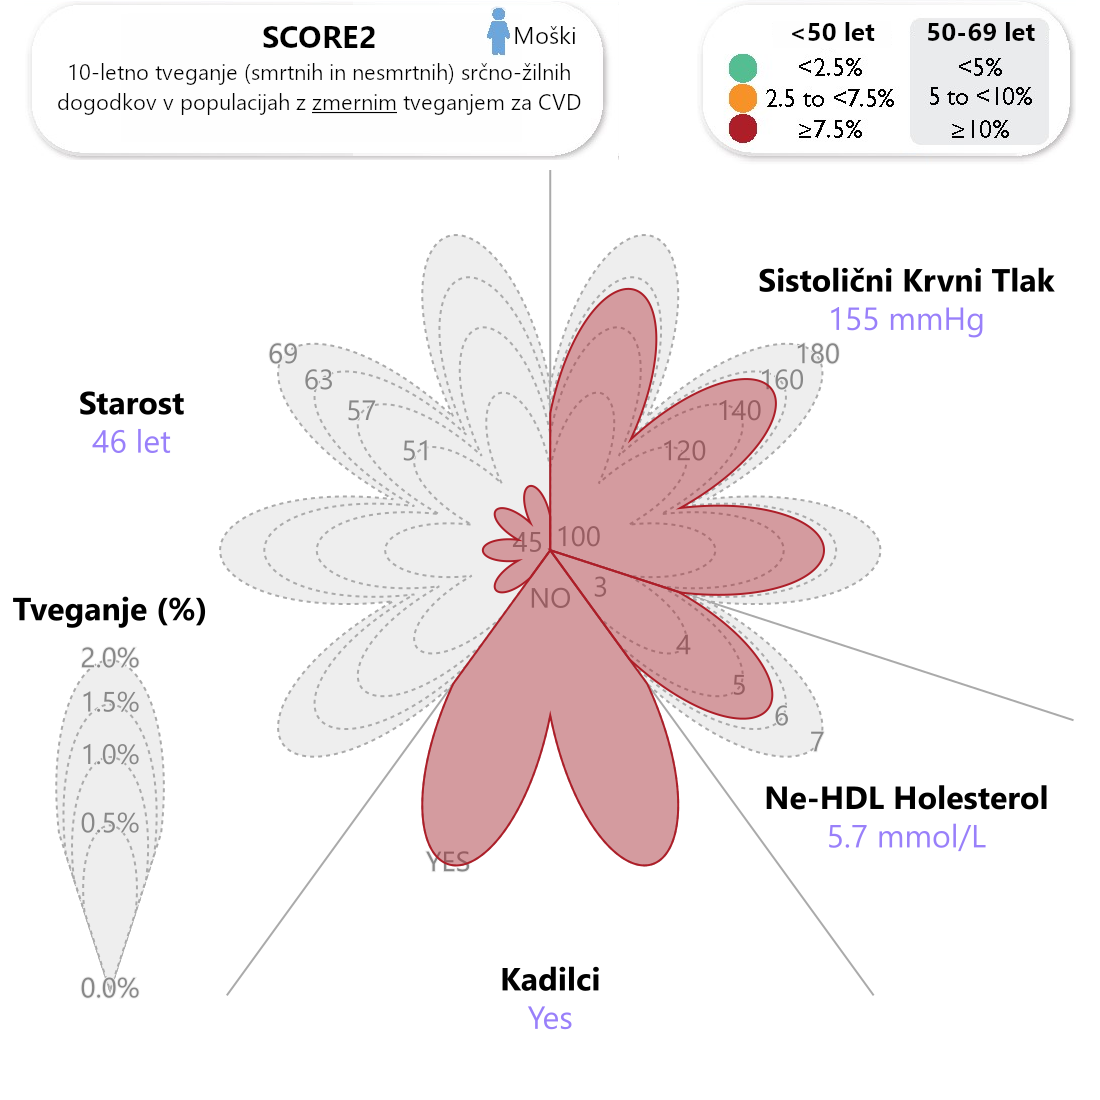 SCORE2
Moški
10-letno tveganje (smrtnih in nesmrtnih) srčno-žilnih
dogodkov v populacijah z zmernim tveganjem za CVD
<50 let 50-69 let
<2.5% <5%
2.5 to <7.5% 5 to <10%
≥7.5% ≥10%
Sistolični Krvni Tlak
155 mmHg
180
160
140
120
100
Starost
46 let
69
63
57
51
45
Tveganje (%)
2.0%
1.5%
1.0%
0.5%
0.0%
NO
YES
3
4
5
6
7
Ne-HDL Holesterol
5.7 mmol/L
Kadilci
Yes